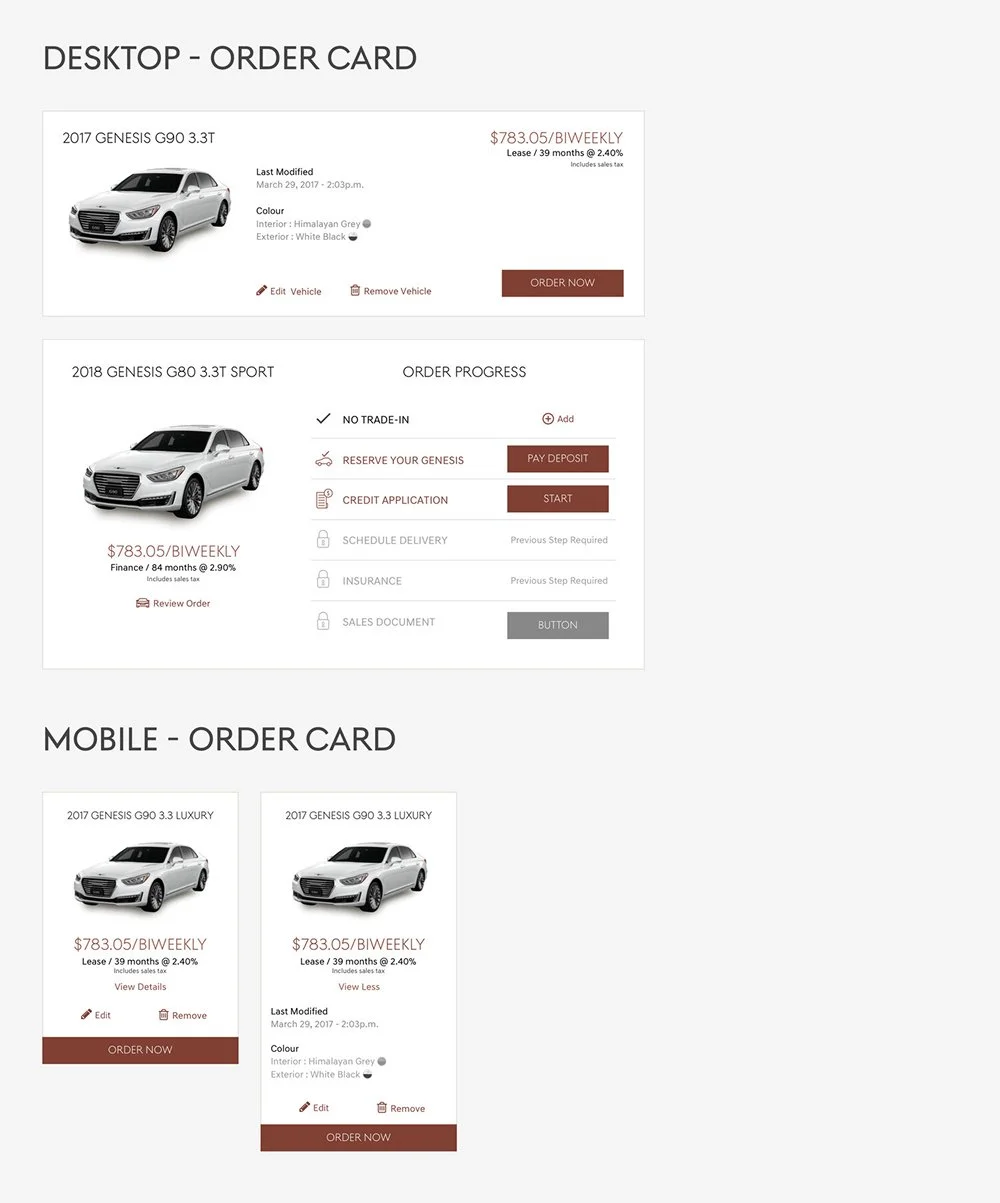 DESKTOP - ORDER CARD
2017 GENESIS G90 3.3T
$783.05/BIWEEKLY
Lease / 39 months @ 2.40%
Includes sales tax
Last Modified
March 29, 2017 - 2:03p.m.
Colour
Interior : Himalayan Grey
Exterior : White Black
Edit Vehicle
Remove Vehicle
ORDER NOW
2018 GENESIS G80 3.3T SPORT
$783.05/BIWEEKLY
Finance / 84 months @ 2.90%
Includes sales tax
Review Order
ORDER PROGRESS
NO TRADE-IN
Add
RESERVE YOUR GENESIS
PAY DEPOSIT
CREDIT APPLICATION
START
SCHEDULE DELIVERY
Previous Step Required
INSURANCE
Previous Step Required
SALES DOCUMENT
BUTTON
MOBILE - ORDER CARD
2017 GENESIS G90 3.3 LUXURY
$783.05/BIWEEKLY
Lease / 39 months @ 2.40%
Includes sales tax
View Details
Edit
Remove
ORDER NOW
2017 GENESIS G90 3.3 LUXURY
$783.05/BIWEEKLY
Lease / 39 months @ 2.40%
Includes sales tax
View Less
Last Modified
March 29, 2017 - 2:03p.m.
Colour
Interior : Himalayan Grey
Exterior : White Black
Edit
Remove
ORDER NOW